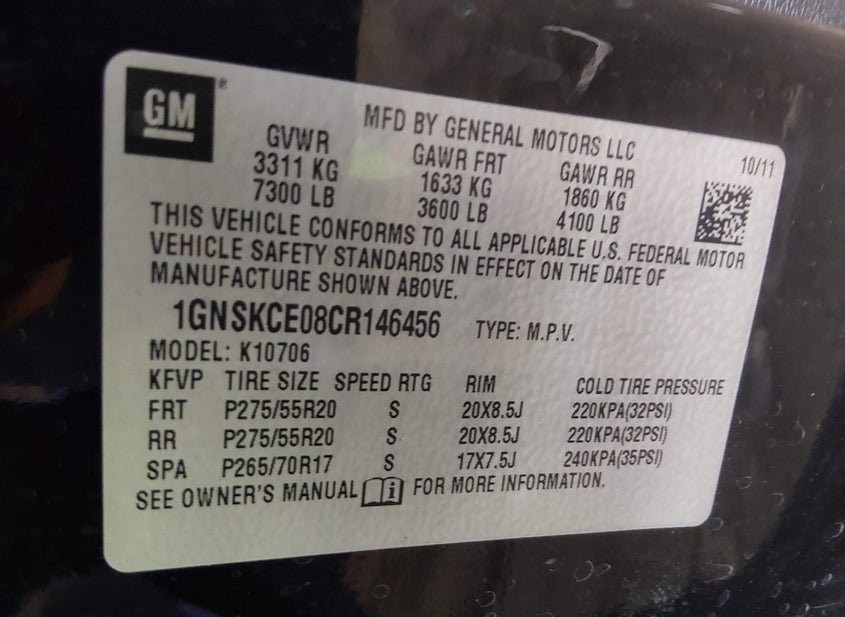 GM ®
MFD BY GENERAL MOTORS LLC
10/11
GVWR GAWR FRT GAWR RR
3311 KG 1633 KG 1860 KG
7300 LB 3600 LB 4100 LB
THIS VEHICLE CONFORMS TO ALL APPLICABLE U.S. FEDERAL MOTOR
VEHICLE SAFETY STANDARDS IN EFFECT ON THE DATE OF
MANUFACTURE SHOWN ABOVE.
1GNSKCE08CR146456 TYPE: M.P.V.
MODEL: K10706
KFVP TIRE SIZE SPEED RTG RIM COLD TIRE PRESSURE
FRT P275/55R20 S 20X8.5J 220KPA(32PSI)
RR P275/55R20 S 20X8.5J 220KPA(32PSI)
SPA P265/70R17 S 17X7.5J 240KPA(35PSI)
SEE OWNER'S MANUAL i FOR MORE INFORMATION.